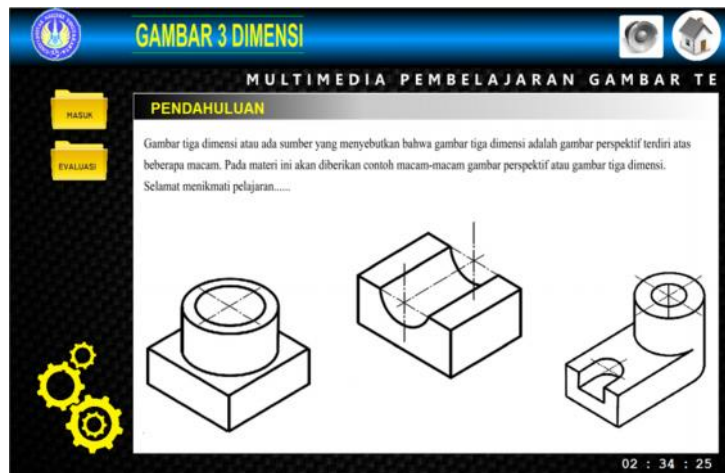 GAMBAR 3 DIMENSI
MULTIMEDIA PEMBELAJARAN GAMBAR TE
MASUK
EVALUASI
PENDAHULUAN
Gambar tiga dimensi atau ada sumber yang menyebutkan bahwa gambar tiga dimensi adalah gambar perspektif terdiri atas
beberapa macam. Pada materi ini akan diberikan contoh macam-macam gambar perspektif atau gambar tiga dimensi.
Selamat menikmati pelajaran......
02 : 34 : 25